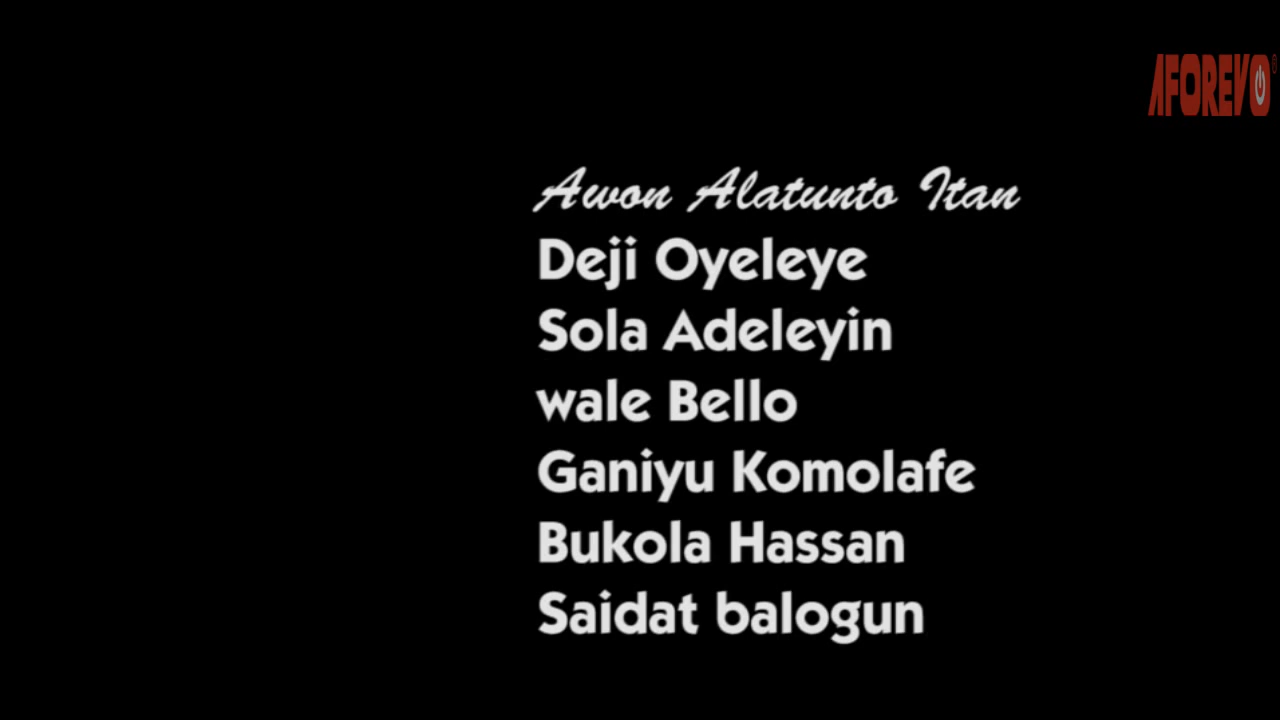 AFOREVO
Awon Alatunto Itan
Deji Oyeleye
Sola Adeleyin
wale Bello
Ganiyu Komolafe
Bukola Hassan
Saidat balogun